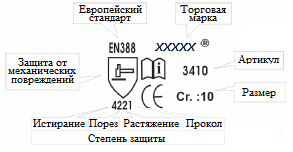 Европейский
стандарт
Торговая
марка
EN388
XXXXX ®
Защита от
механических
повреждений
3410
Артикул
4221
Cr. :10
Размер
Истирание Порез Растяжение Прокол
Степень защиты